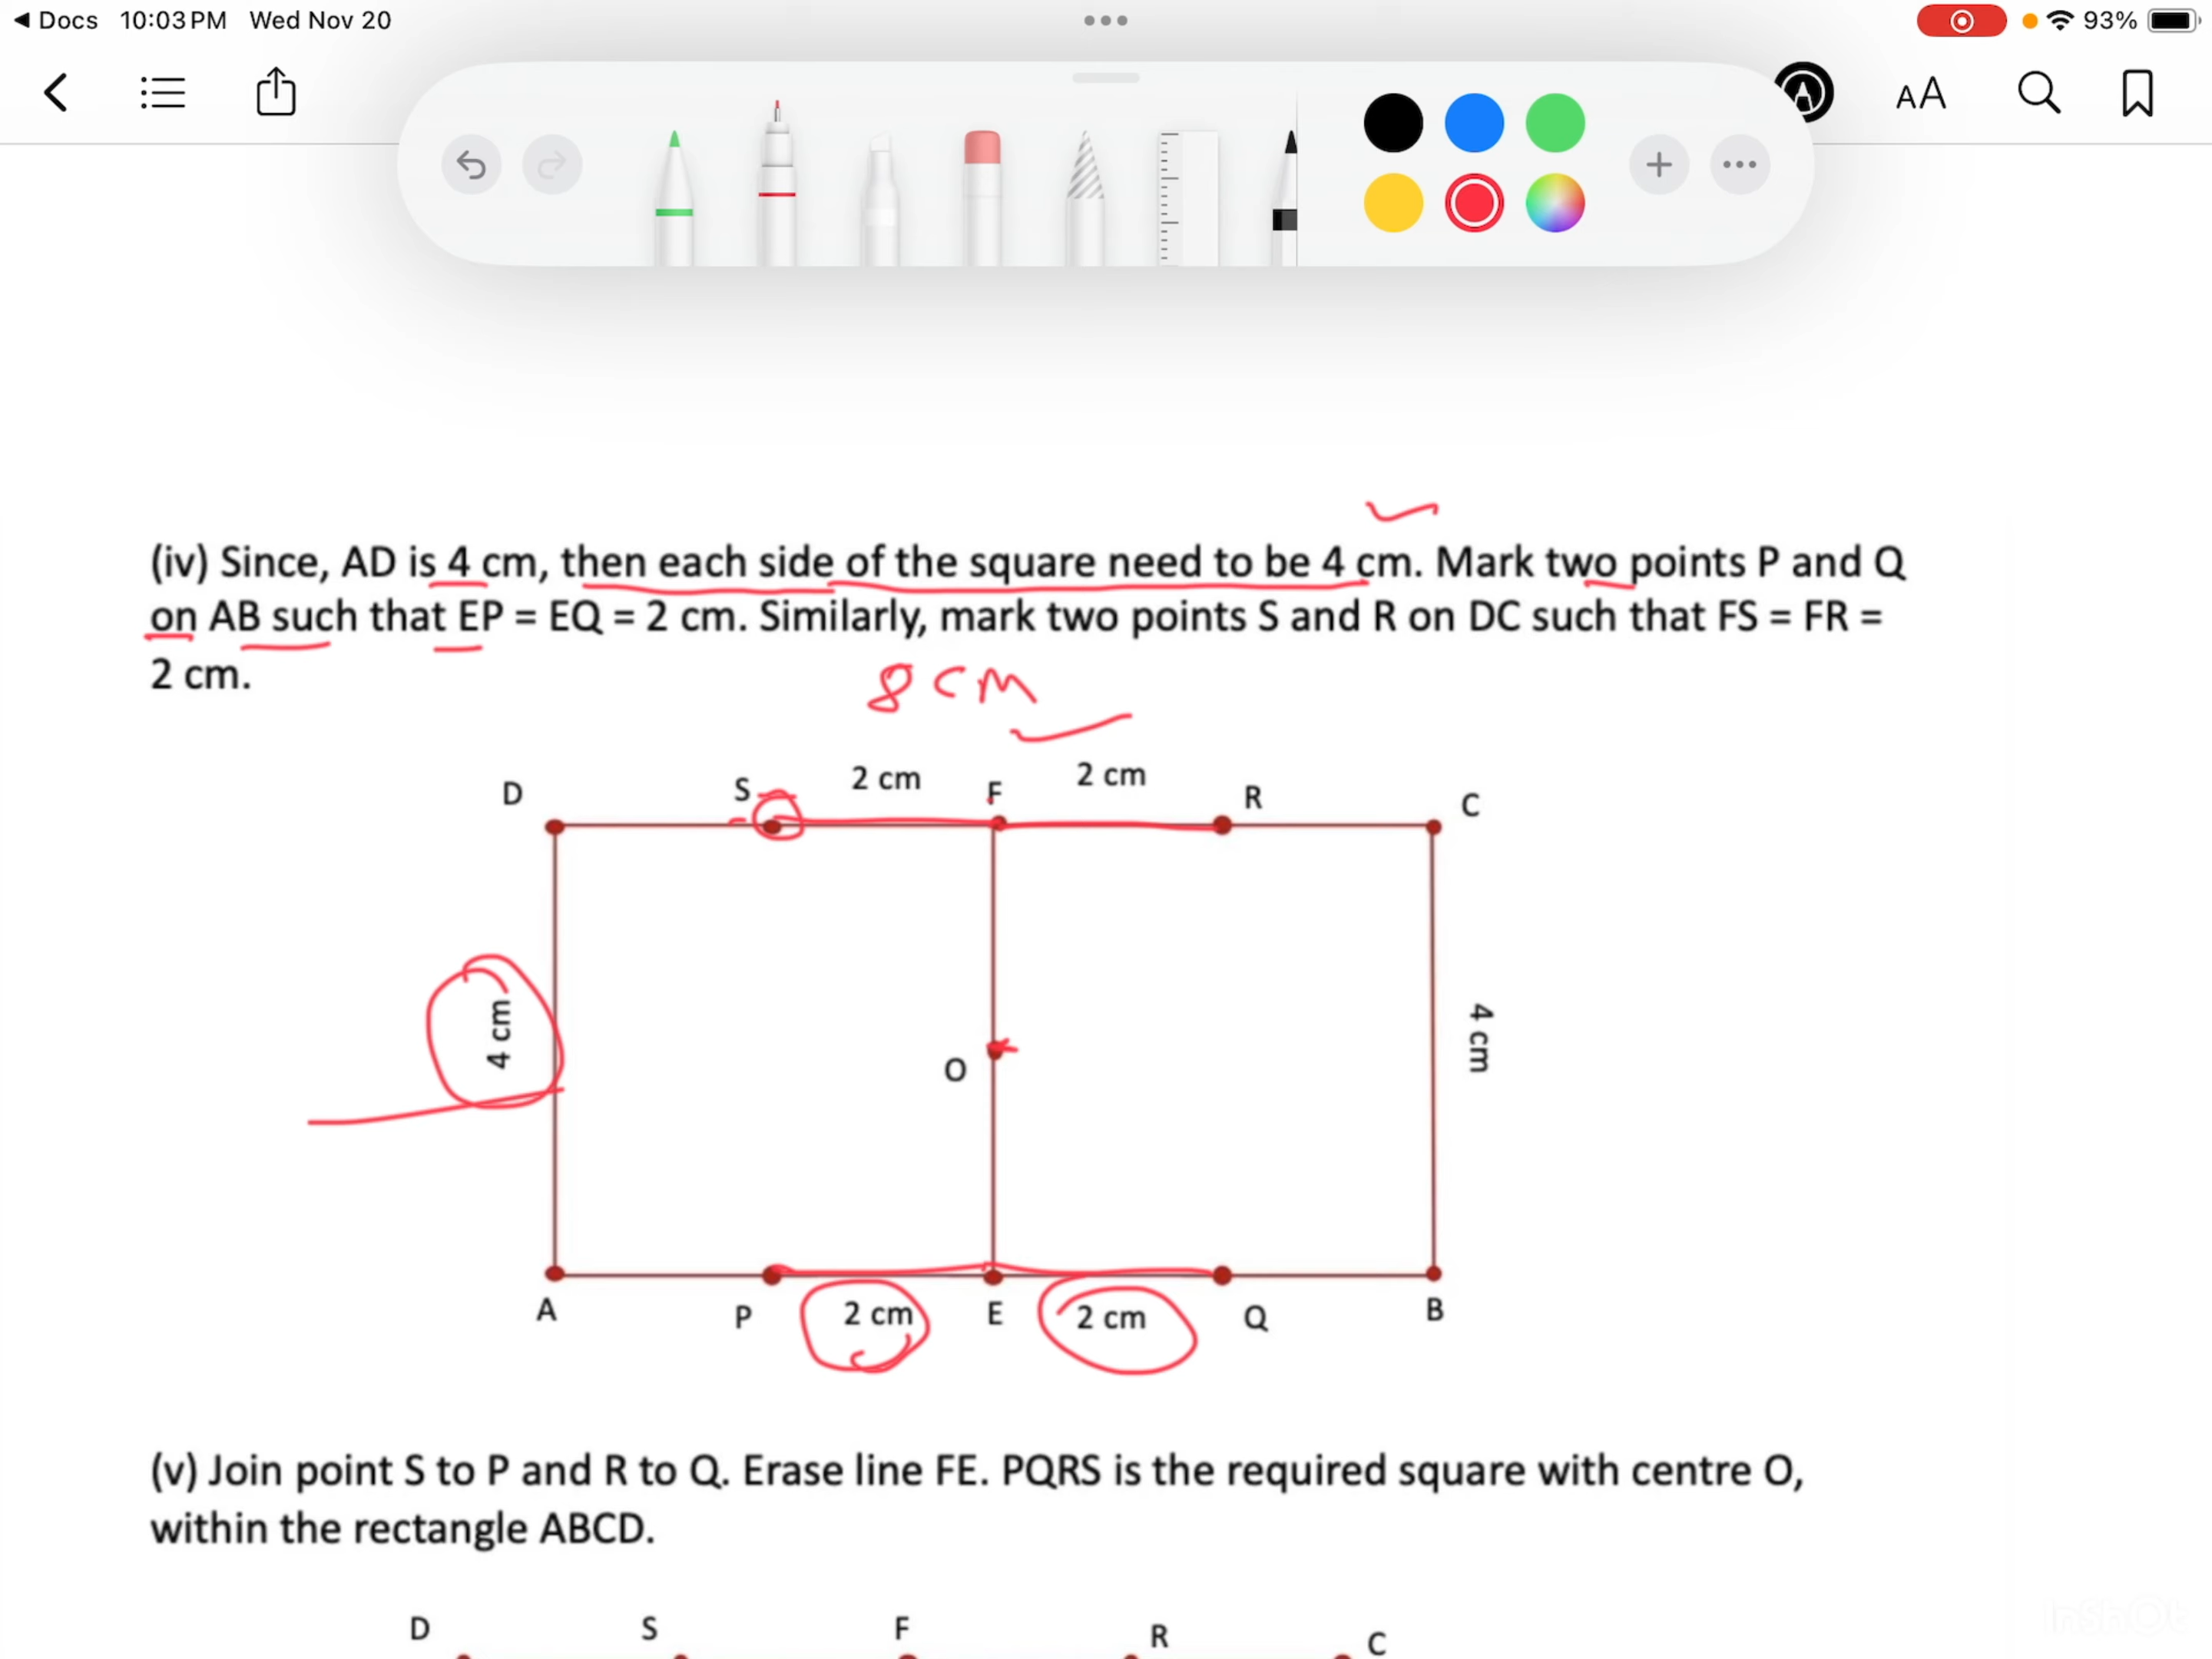 Docs 10:03 PM Wed Nov 20
93%
AA
(iv) Since, AD is 4 cm, then each side of the square need to be 4 cm. Mark two points P and Q
on AB such that EP = EQ = 2 cm. Similarly, mark two points S and R on DC such that FS = FR =
2 cm.
8 cm
D S 2 cm F 2 cm R C
4 cm
O
4 cm
A P 2 cm E 2 cm Q B
(v) Join point S to P and R to Q. Erase line FE. PQRS is the required square with centre O,
within the rectangle ABCD.
InShOt
D S F R C